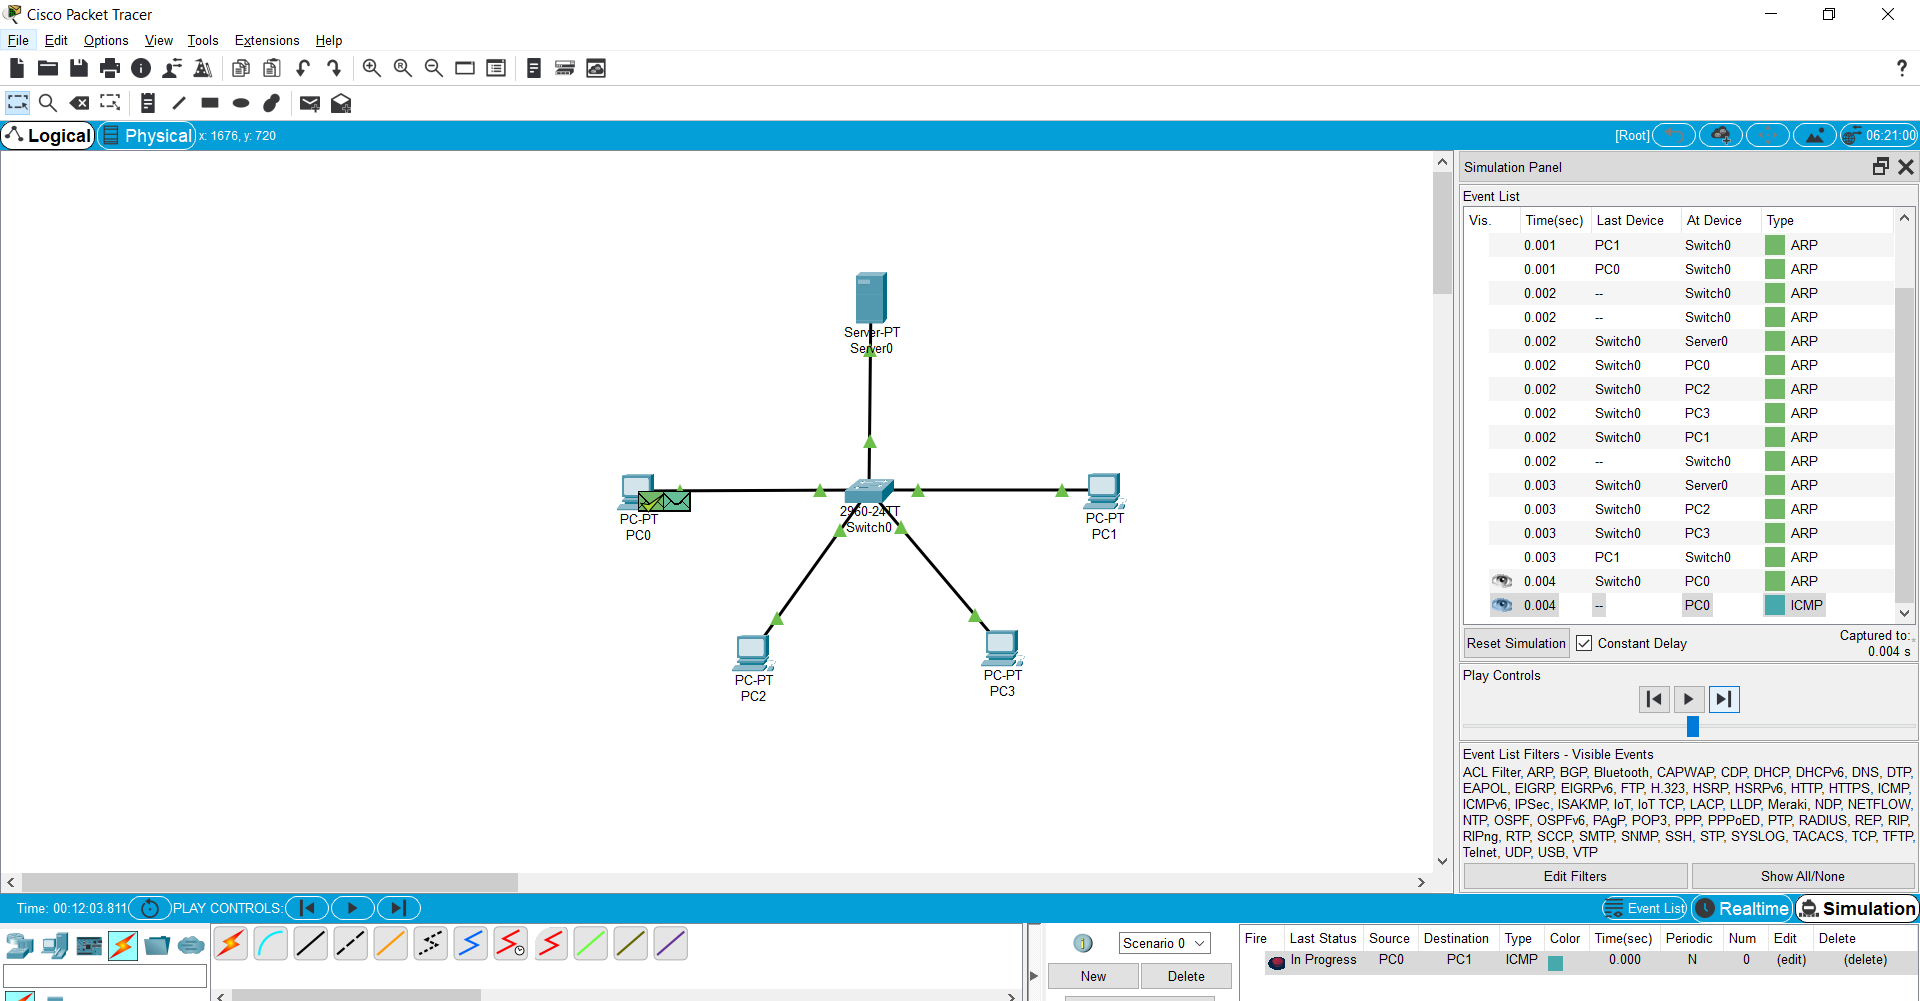 Cisco Packet Tracer
File Edit Options View Tools Extensions Help
?
Logical Physical x: 1676, y: 720 [Root] 06:21:00
Server-PT
Server0
PC-PT
PC0
2960-24TT
Switch0
PC-PT
PC1
PC-PT
PC2
PC-PT
PC3
Simulation Panel
Event List
Vis. Time(sec) Last Device At Device Type
0.001 PC1 Switch0 ARP
0.001 PC0 Switch0 ARP
0.002 -- Switch0 ARP
0.002 -- Switch0 ARP
0.002 Switch0 Server0 ARP
0.002 Switch0 PC0 ARP
0.002 Switch0 PC2 ARP
0.002 Switch0 PC3 ARP
0.002 Switch0 PC1 ARP
0.002 -- Switch0 ARP
0.003 Switch0 Server0 ARP
0.003 Switch0 PC2 ARP
0.003 Switch0 PC3 ARP
0.003 PC1 Switch0 ARP
0.004 Switch0 PC0 ARP
0.004 -- PC0 ICMP
Reset Simulation Constant Delay Captured to:
0.004 s
Play Controls
Event List Filters - Visible Events
ACL Filter, ARP, BGP, Bluetooth, CAPWAP, CDP, DHCP, DHCPv6, DNS, DTP,
EAPOL, EIGRP, EIGRPv6, FTP, H.323, HSRP, HSRPv6, HTTP, HTTPS, ICMP,
ICMPv6, IPSec, ISAKMP, IoT, IoT TCP, LACP, LLDP, Meraki, NDP, NETFLOW,
NTP, OSPF, OSPFv6, PAgP, POP3, PPP, PPPoED, PTP, RADIUS, REP, RIP,
RIPng, RTP, SCCP, SMTP, SNMP, SSH, STP, SYSLOG, TACACS, TCP, TFTP,
Telnet, UDP, USB, VTP
Edit Filters Show All/None
Time: 00:12:03.811 PLAY CONTROLS: Event List Realtime Simulation
Scenario 0
New Delete
Fire Last Status Source Destination Type Color Time(sec) Periodic Num Edit Delete
In Progress PC0 PC1 ICMP 0.000 N 0 (edit) (delete)